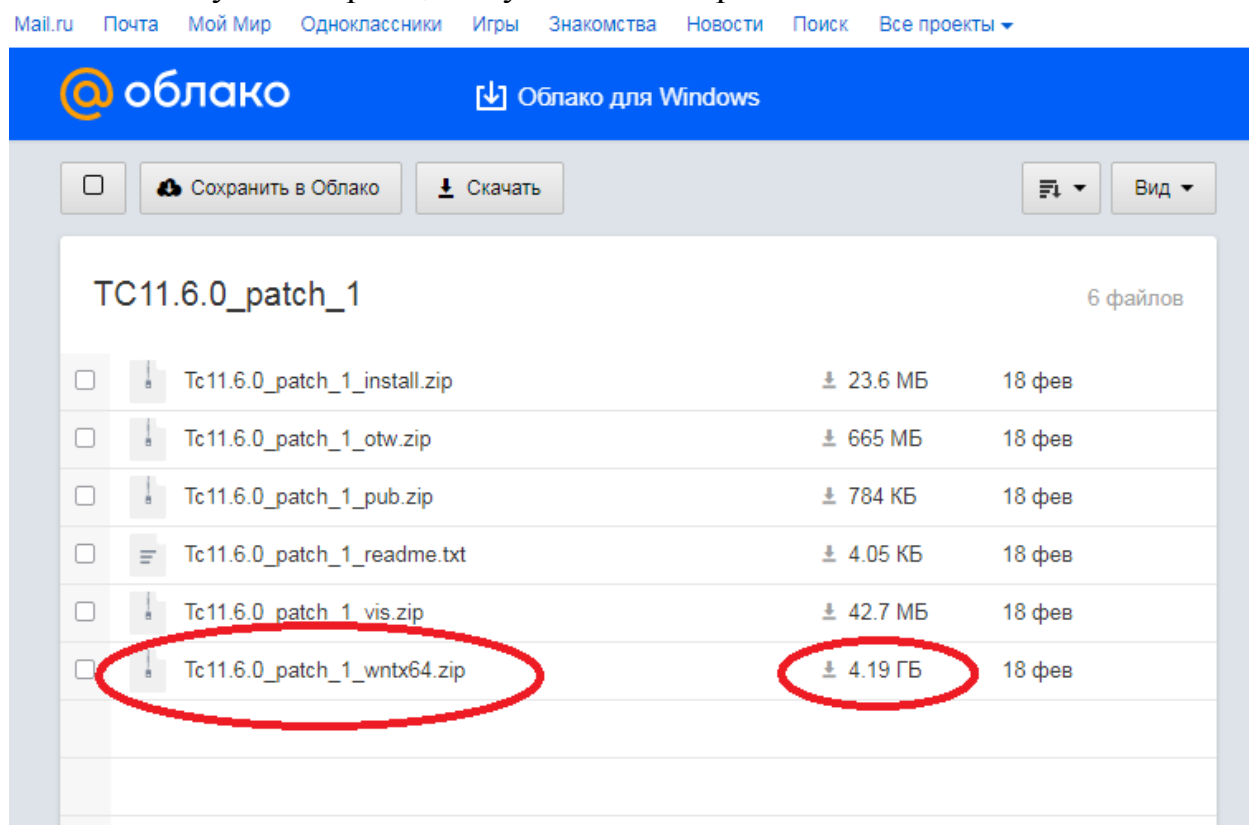 Mail.ru Почта Мой Мир Одноклассники Игры Знакомства Новости Поиск Все проекты
облако Облако для Windows
Сохранить в Облако Скачать Вид
TC11.6.0_patch_1 6 файлов
Tc11.6.0_patch_1_install.zip 23.6 МБ 18 фев
Tc11.6.0_patch_1_otw.zip 665 МБ 18 фев
Tc11.6.0_patch_1_pub.zip 784 КБ 18 фев
Tc11.6.0_patch_1_readme.txt 4.05 КБ 18 фев
Tc11.6.0_patch_1_vis.zip 42.7 МБ 18 фев
Tc11.6.0_patch_1_wntx64.zip 4.19 ГБ 18 фев